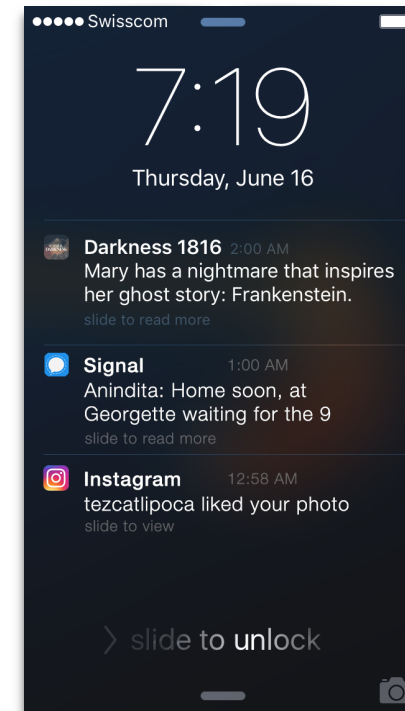 Swisscom
7:19
Thursday, June 16
Darkness 1816 2:00 AM
Mary has a nightmare that inspires
her ghost story: Frankenstein.
slide to read more
Signal 1:00 AM
Anindita: Home soon, at
Georgette waiting for the 9
slide to read more
Instagram 12:58 AM
tezcatlipoca liked your photo
slide to view
slide to unlock